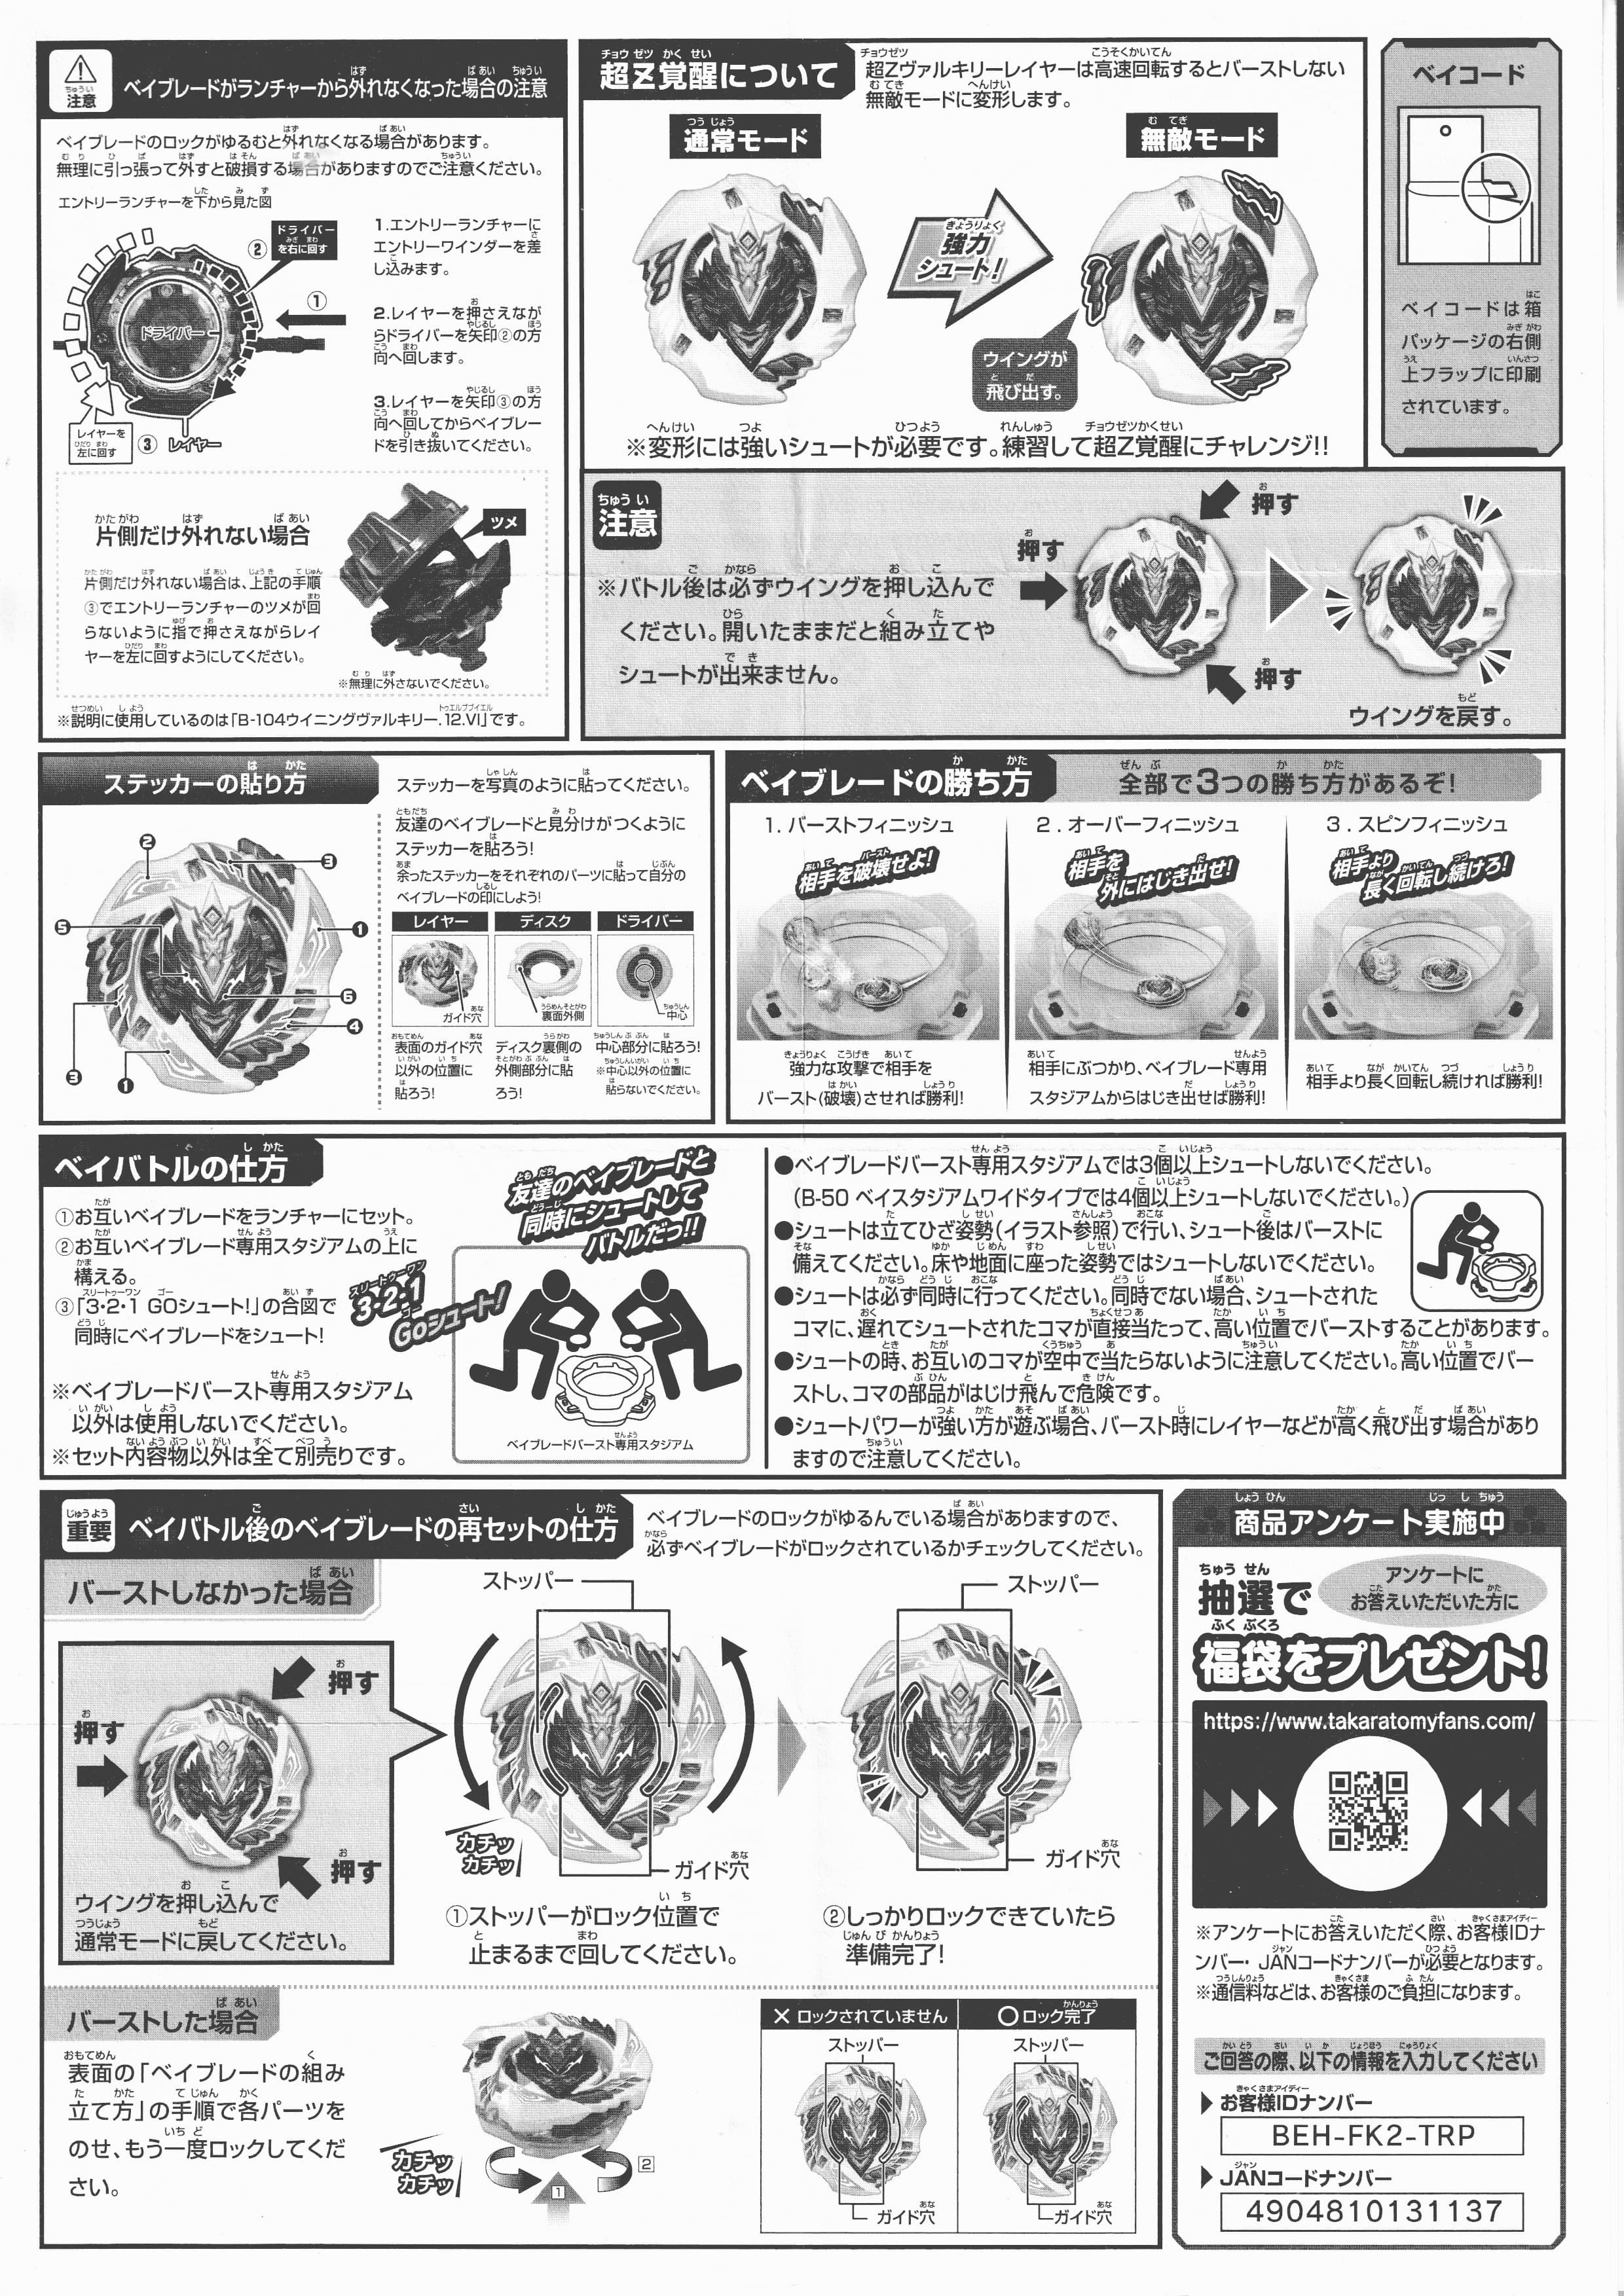 注意
ベイブレードがランチャーから外れなくなった場合の注意
ベイブレードのロックがゆるむと外れなくなる場合があります。
無理に引っ張って外すと破損する場合がありますのでご注意ください。
エントリーランチャーを下から見た図
②
ドライバー
を右に回す
①
ドライバー
レイヤーを
左に回す
③ レイヤー
1.エントリーランチャーに
エントリーワインダーを差
し込みます。
2.レイヤーを押さえなが
らドライバーを矢印②の方
向へ回します。
3.レイヤーを矢印③の方
向へ回してからベイブレー
ドを引き抜いてください。
片側だけ外れない場合
片側だけ外れない場合は、上記の手順
③でエントリーランチャーのツメが回
らないように指で押さえながらレイ
ヤーを左に回すようにしてください。
ツメ
※無理に外さないでください。
※説明に使用しているのは「B-104ウイニングヴァルキリー.12.Vl」です。
超Z覚醒について
超Zヴァルキリーレイヤーは高速回転するとバーストしない
無敵モードに変形します。
通常モード
強力
シュート!
無敵モード
ウイングが
飛び出す。
※変形には強いシュートが必要です。練習して超Z覚醒にチャレンジ!!
ベイコード
ベイコードは箱
パッケージの右側
上フラップに印刷
されています。
注意
※バトル後は必ずウイングを押し込んで
ください。開いたままだと組み立てや
シュートが出来ません。
押す
押す
押す
ウイングを戻す。
ステッカーの貼り方
❷
❸
❺
❶
❻
❹
❸
❶
ステッカーを写真のように貼ってください。
友達のベイブレードと見分けがつくように
ステッカーを貼ろう!
余ったステッカーをそれぞれのパーツに貼って自分の
ベイブレードの印にしよう!
レイヤー
ガイド穴
表面のガイド穴
以外の位置に
貼ろう!
ディスク
裏面外側
ディスク裏側の
外側部分に貼
ろう!
ドライバー
中心
中心部分に貼ろう!
※中心以外の位置に
貼らないでください。
ベイブレードの勝ち方
全部で3つの勝ち方があるぞ!
1. バーストフィニッシュ
相手を破壊せよ!
強力な攻撃で相手を
バースト(破壊)させれば勝利!
2. オーバーフィニッシュ
相手を
外にはじき出せ!
相手にぶつかり、ベイブレード専用
スタジアムからはじき出せば勝利!
3. スピンフィニッシュ
相手より
長く回転し続けろ!
相手より長く回転し続ければ勝利!
ベイバトルの仕方
①お互いベイブレードをランチャーにセット。
②お互いベイブレード専用スタジアムの上に
構える。
③「3・2・1 GOシュート!」の合図で
同時にベイブレードをシュート!
※ベイブレードバースト専用スタジアム
以外は使用しないでください。
※セット内容物以外は全て別売りです。
友達のベイブレードと
同時にシュートして
バトルだっ!!
3・2・1
GOシュート!
ベイブレードバースト専用スタジアム
●ベイブレードバースト専用スタジアムでは3個以上シュートしないでください。
(B-50 ベイスタジアムワイドタイプでは4個以上シュートしないでください。)
●シュートは立てひざ姿勢(イラスト参照)で行い、シュート後はバーストに
備えてください。床や地面に座った姿勢ではシュートしないでください。
●シュートは必ず同時に行ってください。同時でない場合、シュートされた
コマに、遅れてシュートされたコマが直接当たって、高い位置でバーストすることがあります。
●シュートの時、お互いのコマが空中で当たらないように注意してください。高い位置でバー
ストし、コマの部品がはじけ飛んで危険です。
●シュートパワーが強い方が遊ぶ場合、バースト時にレイヤーなどが高く飛び出す場合があり
ますので注意してください。
重要
ベイバトル後のベイブレードの再セットの仕方
ベイブレードのロックがゆるんでいる場合がありますので、
必ずベイブレードがロックされているかチェックしてください。
バーストしなかった場合
押す
押す
押す
ウイングを押し込んで
通常モードに戻してください。
ストッパー
カチッ
カチッ
ガイド穴
①ストッパーがロック位置で
止まるまで回してください。
ストッパー
ガイド穴
②しっかりロックできていたら
準備完了!
バーストした場合
表面の「ベイブレードの組み
立て方」の手順で各パーツを
のせ、もう一度ロックしてくだ
さい。
カチッ
カチッ
1
2
× ロックされていません
ストッパー
ガイド穴
○ ロック完了
ストッパー
ガイド穴
商品アンケート実施中
抽選で
アンケートに
お答えいただいた方に
福袋をプレゼント!
https://www.takaratomyfans.com/
※アンケートにお答えいただく際、お客様IDナ
ンバー・JANコードナンバーが必要となります。
※通信料などは、お客様のご負担になります。
ご回答の際、以下の情報を入力してください
お客様IDナンバー
BEH-FK2-TRP
JANコードナンバー
4904810131137